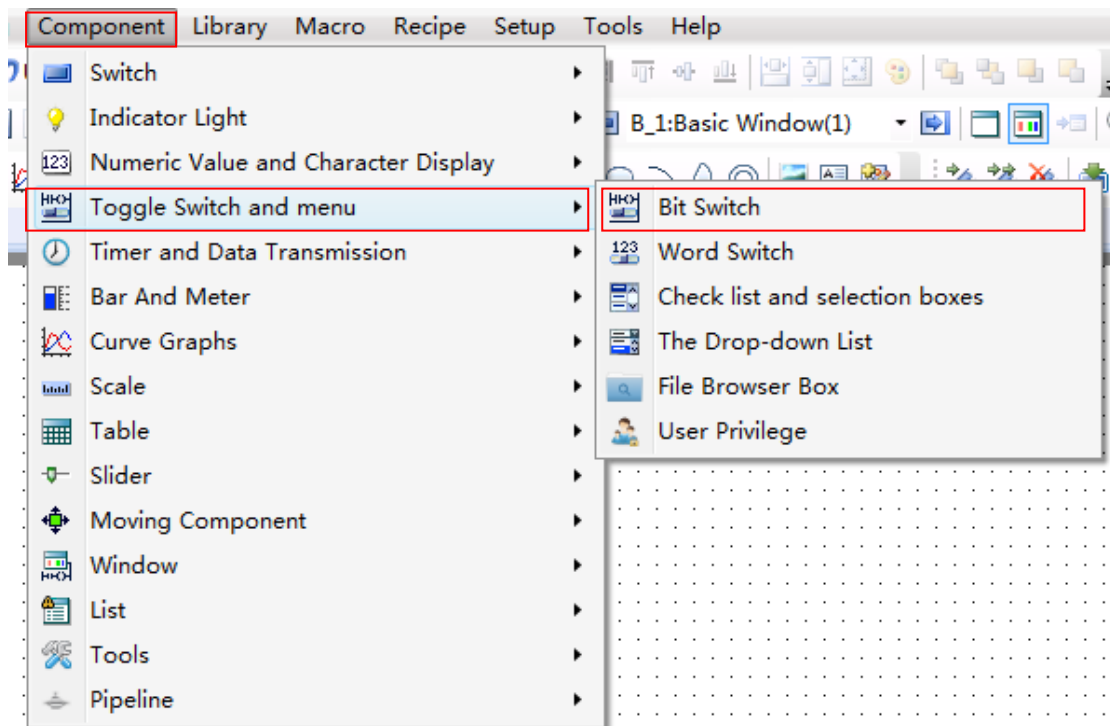 Component Library Macro Recipe Setup Tools Help
Switch
Indicator Light
B_1:Basic Window(1)
123 Numeric Value and Character Display
Toggle Switch and menu
Bit Switch
Timer and Data Transmission
123 Word Switch
Bar And Meter
Check list and selection boxes
Curve Graphs
The Drop-down List
Scale
File Browser Box
Table
User Privilege
Slider
Moving Component
Window
List
Tools
Pipeline